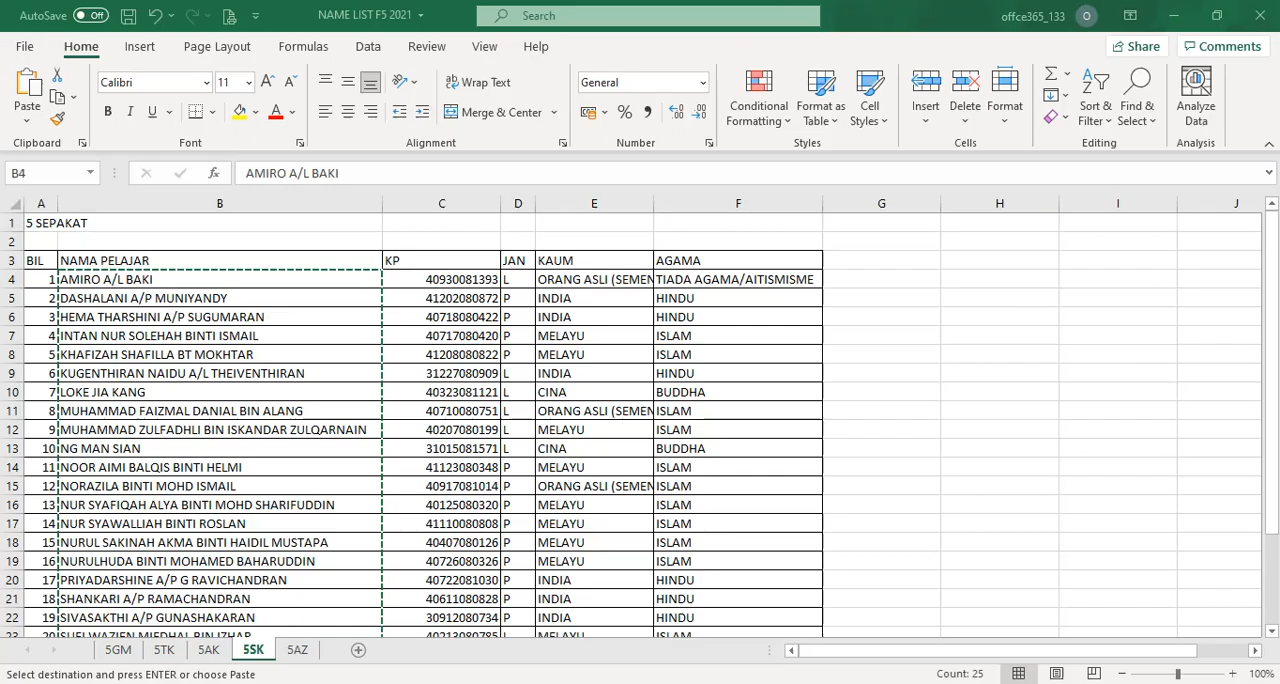 AutoSave Off NAME LIST F5 2021 Search offce365_133 O
File Home Insert Page Layout Formulas Data Review View Help Share Comments
Paste Calibri 11 A A Wrap Text General Conditional Formatting Format as Table Cell Styles Insert Delete Format Sort & Filter Find & Select Analyze Data
B I U A Merge & Center % ,
Clipboard Font Alignment Number Styles Cells Editing Analysis
B4 fx AMIRO A/L BAKI
A B C D E F G H I J
1 5 SEPAKAT
2
3 BIL NAMA PELAJAR KP JAN KAUM AGAMA
4 1 AMIRO A/L BAKI 40930081393 L ORANG ASLI (SEMEN TIADA AGAMA/AITISMISME
5 2 DASHALANI A/P MUNIYANDY 41202080872 P INDIA HINDU
6 3 HEMA THARSHINI A/P SUGUMARAN 40718080422 P INDIA HINDU
7 4 INTAN NUR SOLEHAH BINTI ISMAIL 40717080420 P MELAYU ISLAM
8 5 KHAFIZAH SHAFILLA BT MOKHTAR 41208080822 P MELAYU ISLAM
9 6 KUGENTHIRAN NAIDU A/L THEIVENTHIRAN 31227080909 L INDIA HINDU
10 7 LOKE JIA KANG 40323081121 L CINA BUDDHA
11 8 MUHAMMAD FAIZMAL DANIAL BIN ALANG 40710080751 L ORANG ASLI (SEMEN ISLAM
12 9 MUHAMMAD ZULFADHLI BIN ISKANDAR ZULQARNAIN 40207080199 L MELAYU ISLAM
13 10 NG MAN SIAN 31015081571 L CINA BUDDHA
14 11 NOOR AIMI BALQIS BINTI HELMI 41123080348 P MELAYU ISLAM
15 12 NORAZILA BINTI MOHD ISMAIL 40917081014 P ORANG ASLI (SEMEN ISLAM
16 13 NUR SYAFIQAH ALYA BINTI MOHD SHARIFUDDIN 40125080320 P MELAYU ISLAM
17 14 NUR SYAWALLIAH BINTI ROSLAN 41110080808 P MELAYU ISLAM
18 15 NURUL SAKINAH AKMA BINTI HAIDIL MUSTAPA 40407080126 P MELAYU ISLAM
19 16 NURULHUDA BINTI MOHAMED BAHARUDDIN 40726080326 P MELAYU ISLAM
20 17 PRIYADARSHINE A/P G RAVICHANDRAN 40722081030 P INDIA HINDU
21 18 SHANKARI A/P RAMACHANDRAN 40611080828 P INDIA HINDU
22 19 SIVASAKTHI A/P GUNASHAKARAN 30912080734 P INDIA HINDU
23 20 SUFI WAZIEN MIEDHAL BIN IZHAR 40213080785 L MELAYU ISLAM
5GM 5TK 5AK 5SK 5AZ
Select destination and press ENTER or choose Paste Count: 25 100%